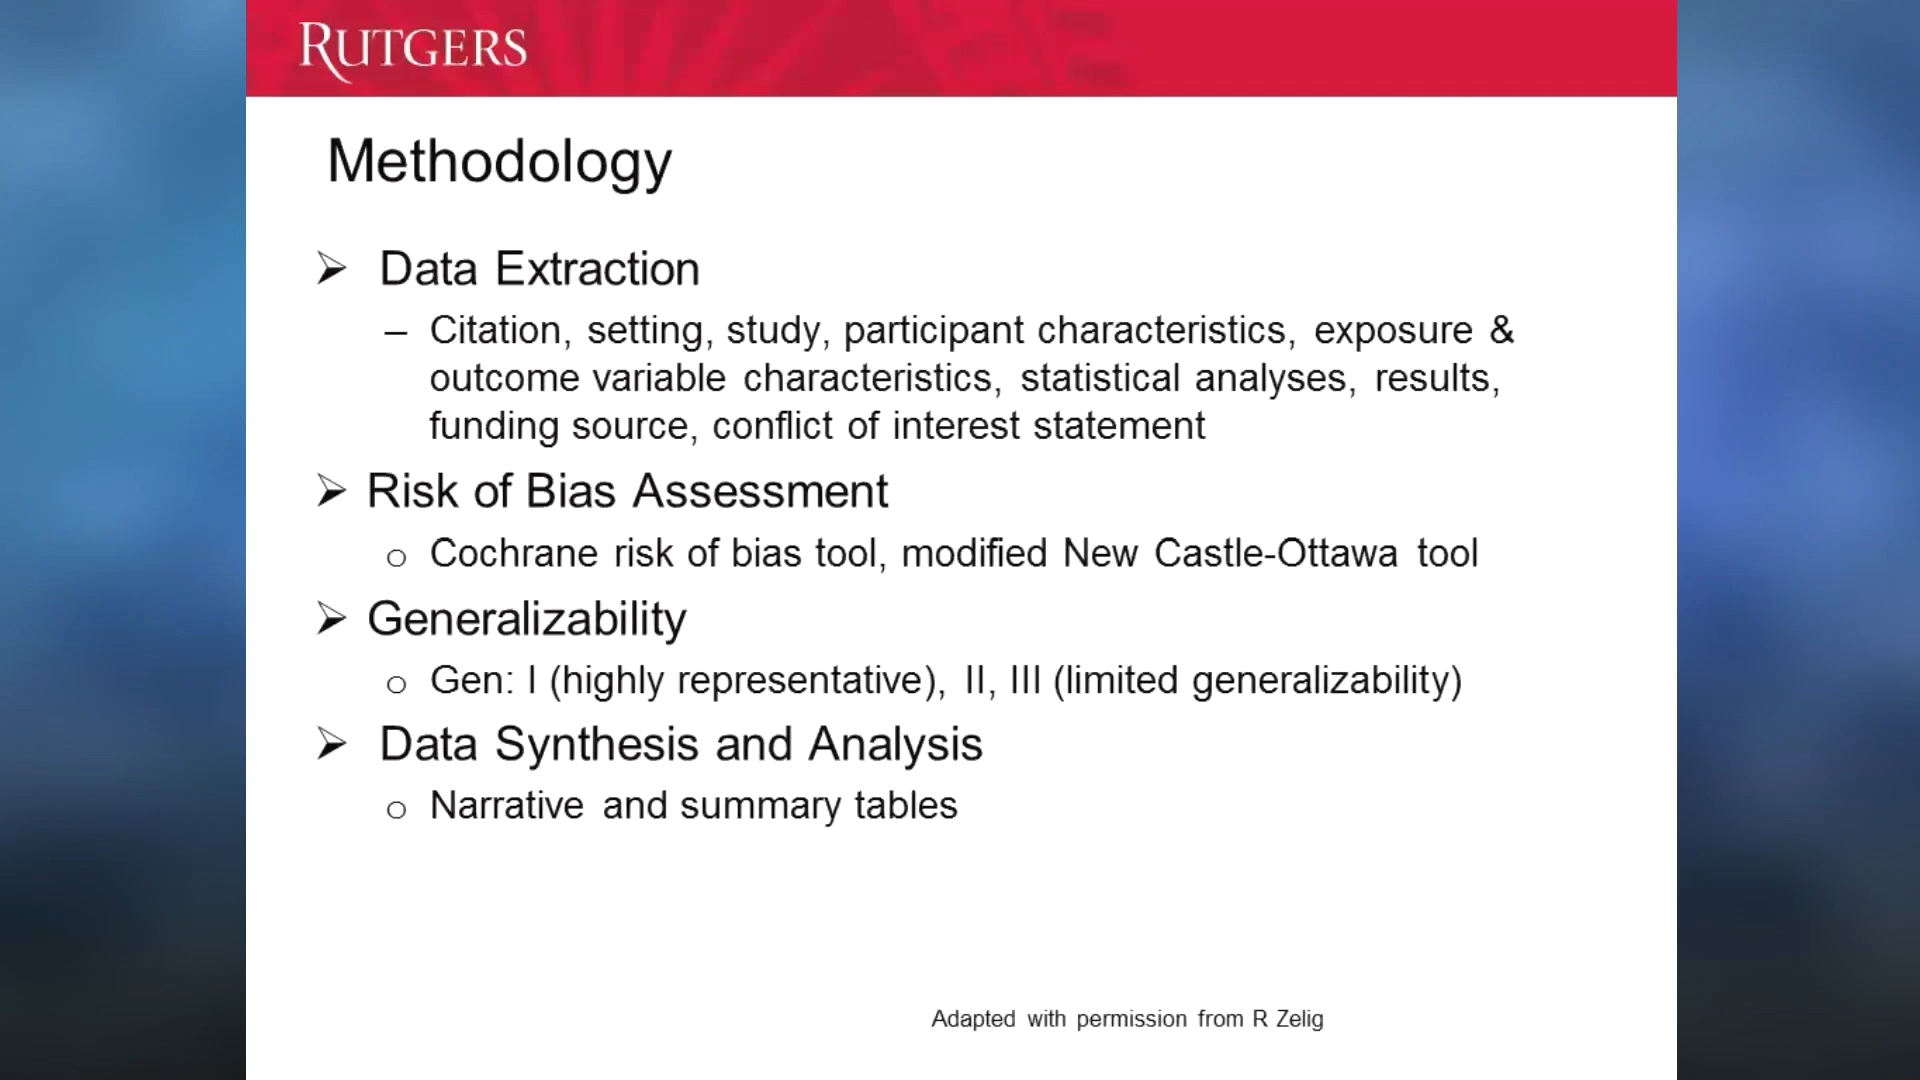 RUTGERS
Methodology
➢ Data Extraction
– Citation, setting, study, participant characteristics, exposure &
outcome variable characteristics, statistical analyses, results,
funding source, conflict of interest statement
➢ Risk of Bias Assessment
o Cochrane risk of bias tool, modified New Castle-Ottawa tool
➢ Generalizability
o Gen: I (highly representative), II, III (limited generalizability)
➢ Data Synthesis and Analysis
o Narrative and summary tables
Adapted with permission from R Zelig